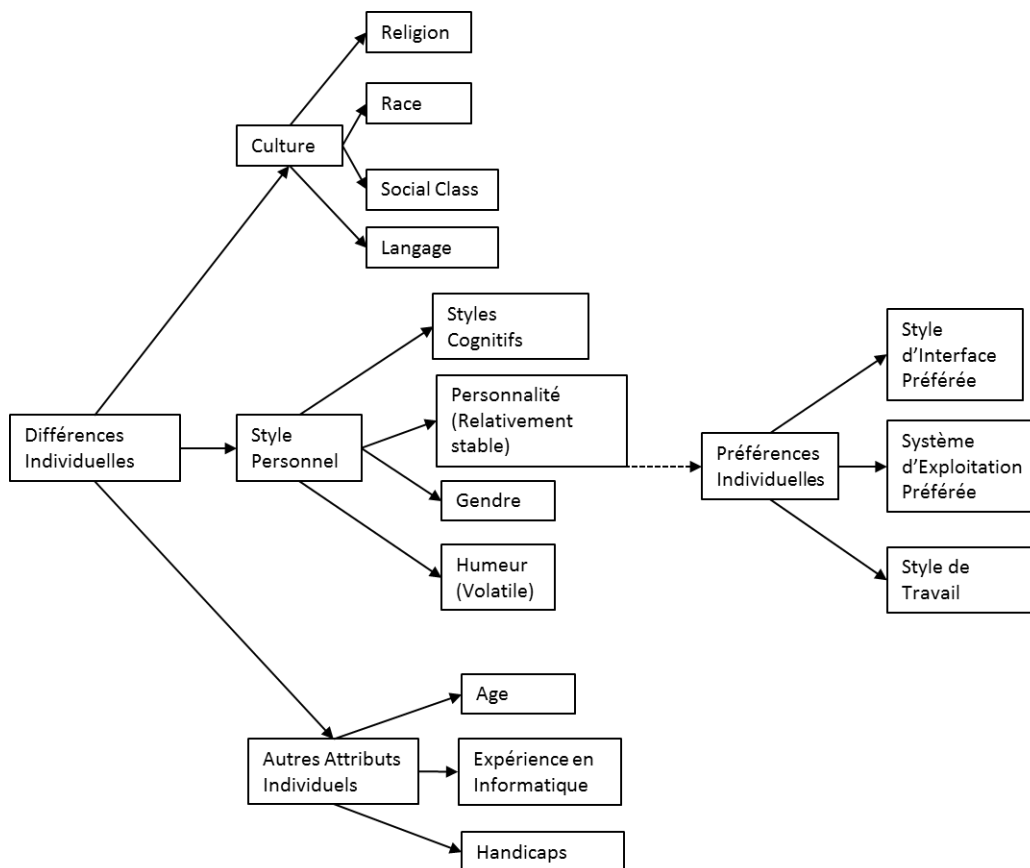 Religion
Race
Culture
Social Class
Langage
Styles
Cognitifs
Style
d’Interface
Préférée
Personnalité
(Relativement
stable)
Différences
Individuelles
Style
Personnel
Préférences
Individuelles
Système
d’Exploitation
Préférée
Gendre
Humeur
(Volatile)
Style de
Travail
Age
Autres Attributs
Individuels
Expérience en
Informatique
Handicaps